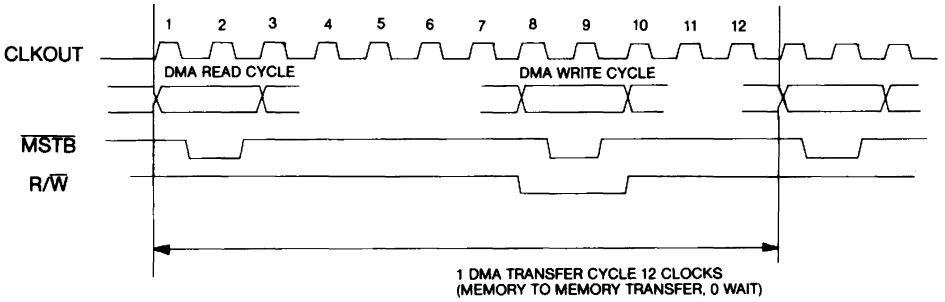 1 2 3 4 5 6 7 8 9 10 11 12
CLKOUT
DMA READ CYCLE DMA WRITE CYCLE
M̅S̅T̅B̅
R/W̅
1 DMA TRANSFER CYCLE 12 CLOCKS
(MEMORY TO MEMORY TRANSFER, 0 WAIT)